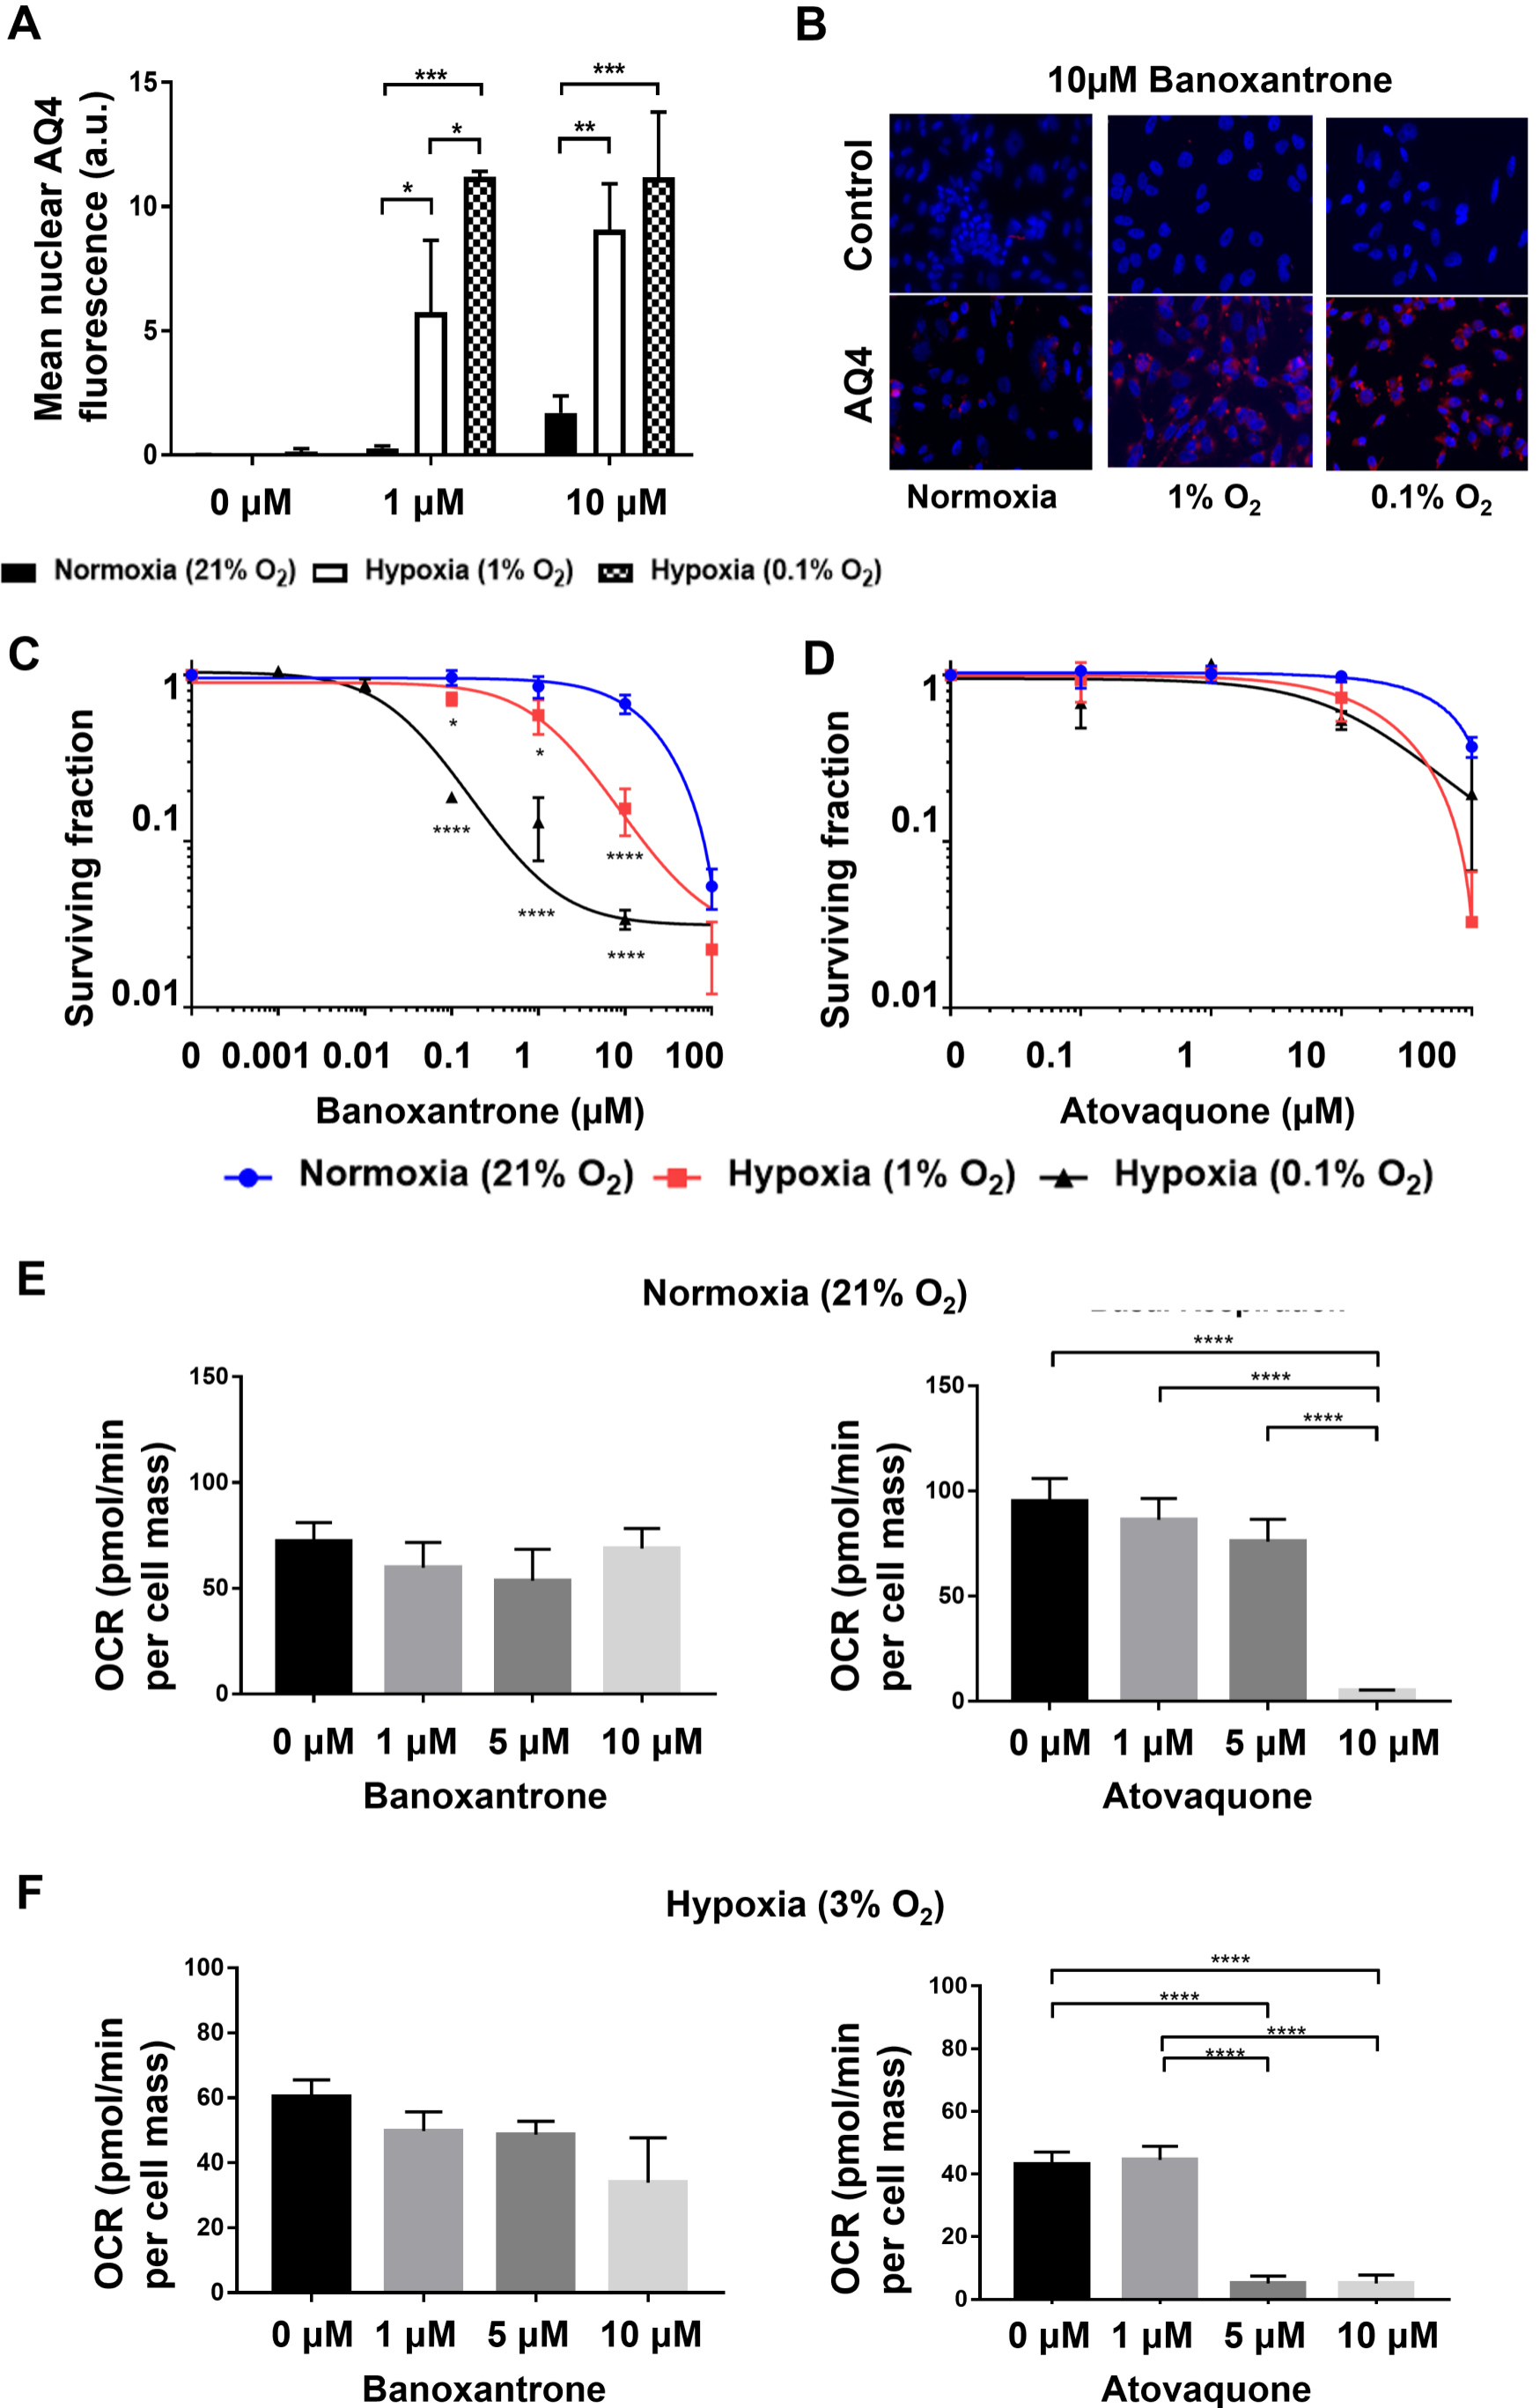 A
Mean nuclear AQ4
fluorescence (a.u.)
15
10
5
0
***
*
*
***
**
0 µM
1 µM
10 µM
Normoxia (21% O2)
Hypoxia (1% O2)
Hypoxia (0.1% O2)
B
10µM Banoxantrone
Control
AQ4
Normoxia
1% O2
0.1% O2
C
Surviving fraction
1
0.1
0.01
*
*
****
****
****
****
0 0.001 0.01 0.1 1 10 100
Banoxantrone (µM)
D
Surviving fraction
1
0.1
0.01
0 0.1 1 10 100
Atovaquone (µM)
Normoxia (21% O2)
Hypoxia (1% O2)
Hypoxia (0.1% O2)
E
Normoxia (21% O2)
OCR (pmol/min
per cell mass)
150
100
50
0
0 µM 1 µM 5 µM 10 µM
Banoxantrone
OCR (pmol/min
per cell mass)
150
100
50
0
****
****
****
0 µM 1 µM 5 µM 10 µM
Atovaquone
F
Hypoxia (3% O2)
OCR (pmol/min
per cell mass)
100
80
60
40
20
0
0 µM 1 µM 5 µM 10 µM
Banoxantrone
OCR (pmol/min
per cell mass)
100
80
60
40
20
0
****
****
****
****
0 µM 1 µM 5 µM 10 µM
Atovaquone